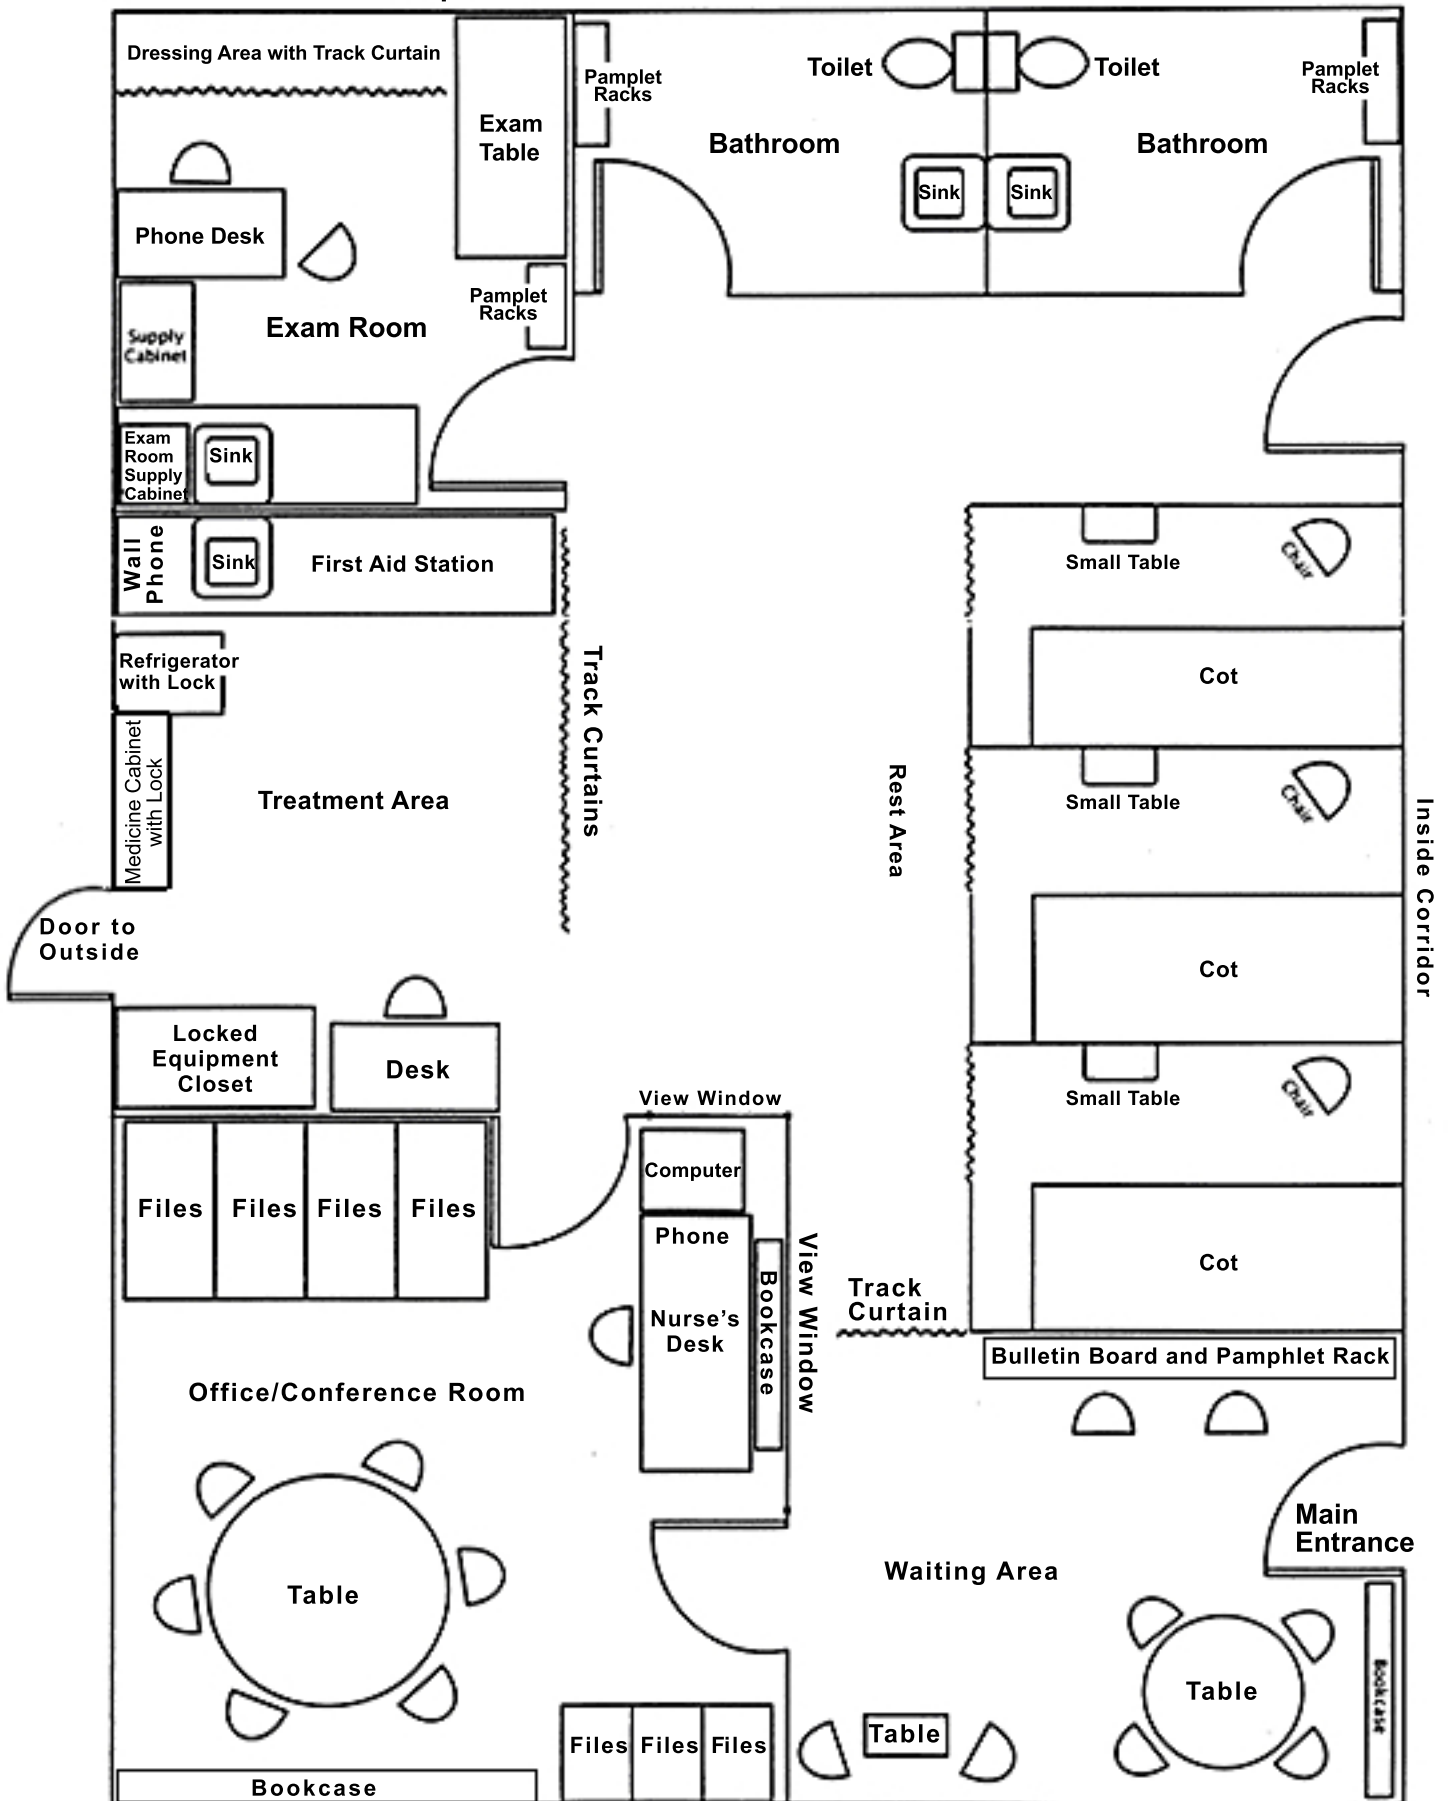 Dressing Area with Track Curtain
Exam
Table
Pamplet
Racks
Toilet
Toilet
Pamplet
Racks
Bathroom
Bathroom
Sink
Sink
Phone Desk
Pamplet
Racks
Exam Room
Supply
Cabinet
Exam
Room
Supply
Cabinet
Sink
Wall
Phone
Sink
First Aid Station
Small Table
Chair
Refrigerator
with Lock
Cot
Track Curtains
Medicine Cabinet
with Lock
Treatment Area
Rest Area
Small Table
Chair
Inside Corridor
Door to
Outside
Cot
Locked
Equipment
Closet
Desk
View Window
Small Table
Chair
Computer
Files
Files
Files
Files
Phone
Nurse's
Desk
Bookcase
View Window
Cot
Track
Curtain
Bulletin Board and Pamphlet Rack
Office/Conference Room
Main
Entrance
Waiting Area
Table
Table
Bookcase
Table
Files
Files
Files
Bookcase